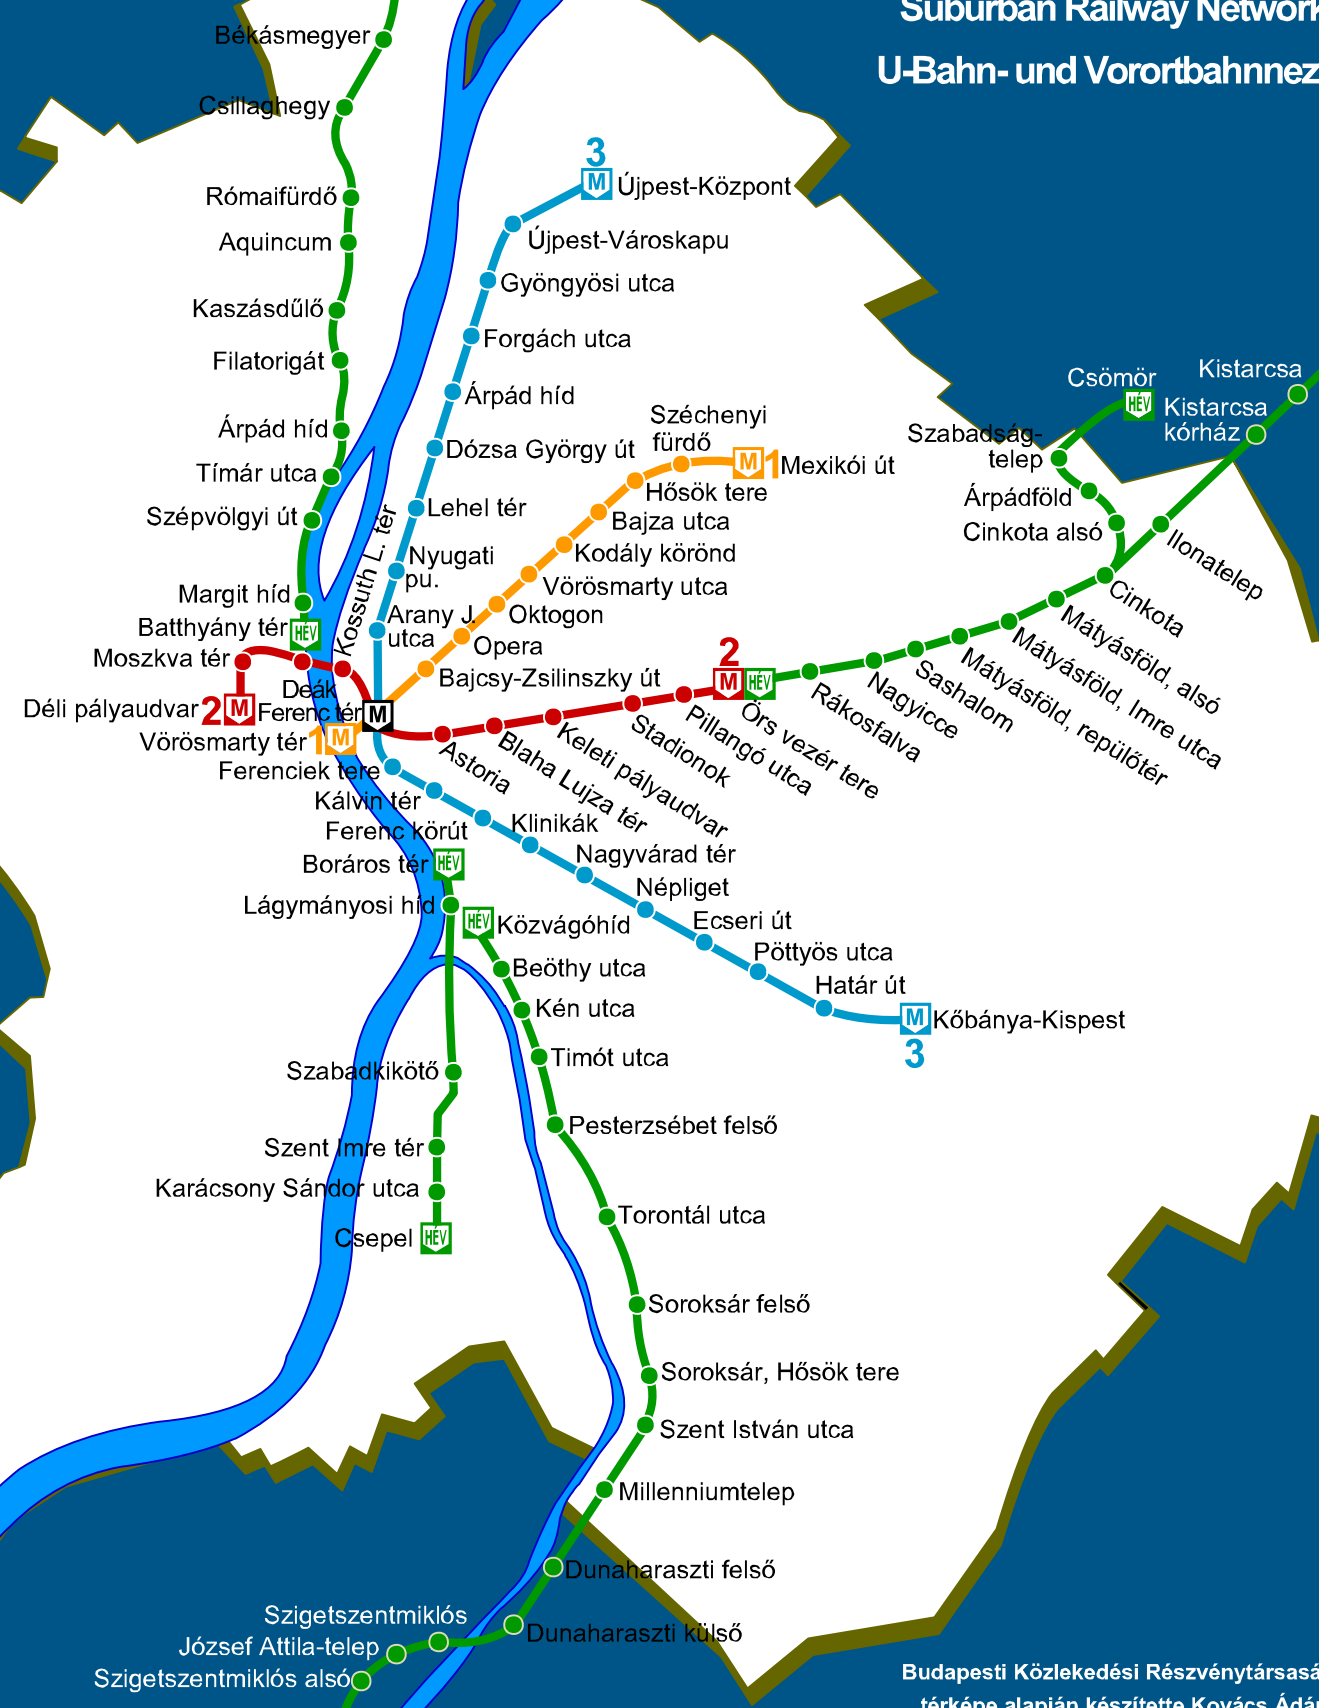 Suburban Railway Network
U-Bahn- und Vorortbahnnez
Békásmegyer
Csillaghegy
Rómaifürdő
Aquincum
Kaszásdűlő
Filatorigát
Árpád híd
Tímár utca
Szépvölgyi út
Margit híd
Batthyány tér
HÉV
Moszkva tér
Déli pályaudvar
2
M
Deák
Ferenc tér
M
Vörösmarty tér
1
M
Kossuth L. tér
3
M
Újpest-Központ
Újpest-Városkapu
Gyöngyösi utca
Forgách utca
Árpád híd
Dózsa György út
Lehel tér
Nyugati
pu.
Arany J.
utca
Széchenyi
fürdő
M
1
Mexikói út
Hősök tere
Bajza utca
Kodály körönd
Vörösmarty utca
Oktogon
Opera
Bajcsy-Zsilinszky út
Astoria
Blaha Lujza tér
Keleti pályaudvar
Stadionok
Pillangó utca
2
M
HÉV
Örs vezér tere
Rákosfalva
Nagyicce
Sashalom
Mátyásföld, repülőtér
Mátyásföld, Imre utca
Mátyásföld, alsó
Cinkota
Ilonatelep
Cinkota alsó
Árpádföld
Szabadság-
telep
Csömör
HÉV
Kistarcsa
Kistarcsa
kórház
Ferenciek tere
Kálvin tér
Ferenc körút
Klinikák
Nagyvárad tér
Népliget
Ecseri út
Pöttyös utca
Határ út
M
Kőbánya-Kispest
3
Boráros tér
HÉV
Lágymányosi híd
Szabadkikötő
Szent Imre tér
Karácsony Sándor utca
Csepel
HÉV
HÉV
Közvágóhíd
Beöthy utca
Kén utca
Timót utca
Pesterzsébet felső
Torontál utca
Soroksár felső
Soroksár, Hősök tere
Szent István utca
Millenniumtelep
Dunaharaszti felső
Dunaharaszti külső
Szigetszentmiklós
József Attila-telep
Szigetszentmiklós alsó
Budapesti Közlekedési Részvénytársasá
térképe alapján készítette Kovács Ádá